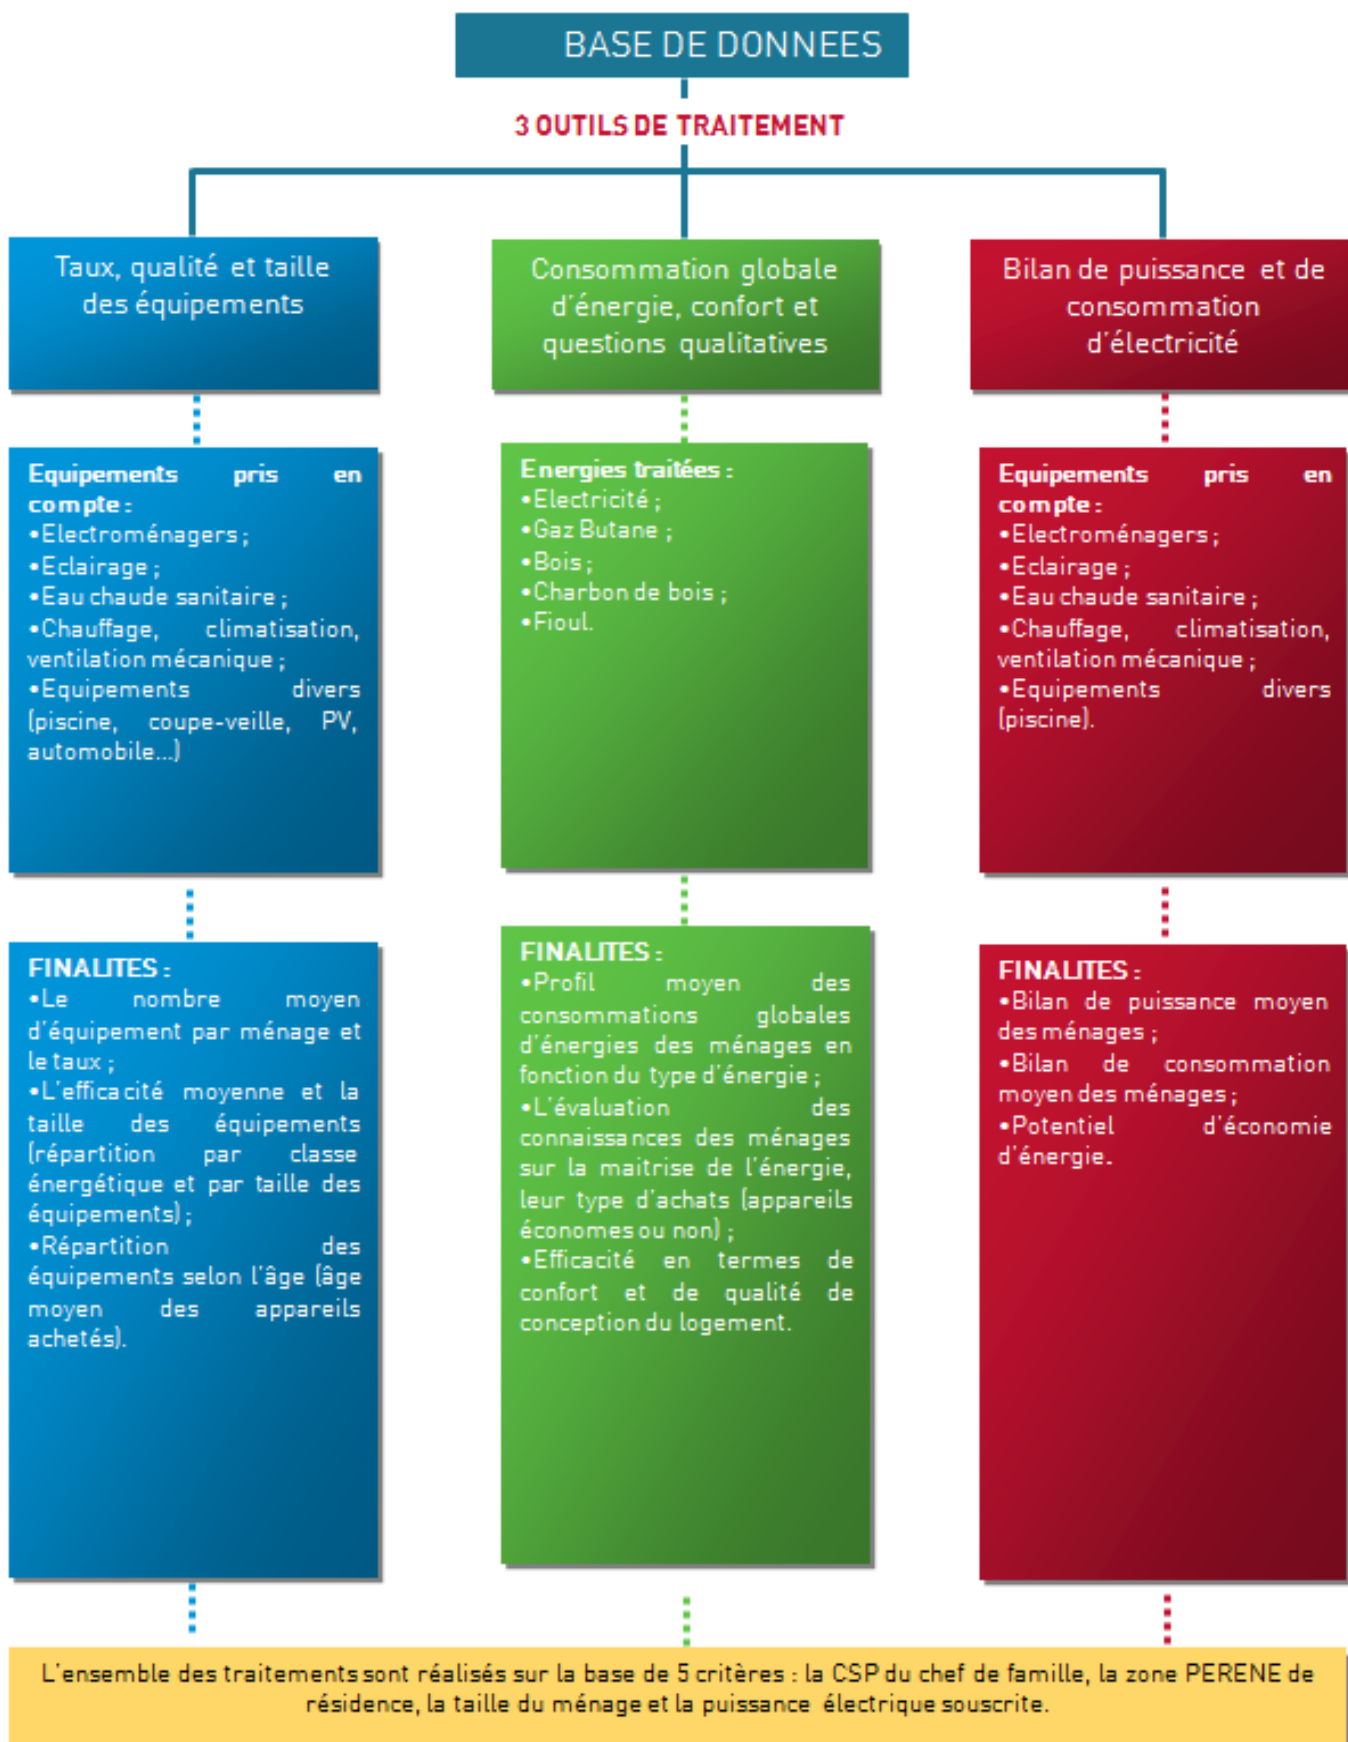 BASE DE DONNEES
3 OUTILS DE TRAITEMENT
Taux, qualité et taille
des équipements
Equipements pris en
compte :
•Electroménagers ;
•Eclairage ;
•Eau chaude sanitaire ;
•Chauffage, climatisation,
ventilation mécanique ;
•Equipements divers
(piscine, coupe-veille, PV,
automobile...)
FINALITES :
•Le nombre moyen
d'équipement par ménage et
le taux ;
•L'efficacité moyenne et la
taille des équipements
(répartition par classe
énergétique et par taille des
équipements) ;
•Répartition des
équipements selon l'âge (âge
moyen des appareils
achetés).
Consommation globale
d'énergie, confort et
questions qualitatives
Energies traitées :
•Electricité ;
•Gaz Butane ;
•Bois ;
•Charbon de bois ;
•Fioul.
FINALITES :
•Profil moyen des
consommations globales
d'énergies des ménages en
fonction du type d'énergie ;
•L'évaluation des
connaissances des ménages
sur la maitrise de l'énergie,
leur type d'achats (appareils
économes ou non) ;
•Efficacité en termes de
confort et de qualité de
conception du logement.
Bilan de puissance et de
consommation
d'électricité
Equipements pris en
compte :
•Electroménagers ;
•Eclairage ;
•Eau chaude sanitaire ;
•Chauffage, climatisation,
ventilation mécanique ;
•Equipements divers
(piscine).
FINALITES :
•Bilan de puissance moyen
des ménages ;
•Bilan de consommation
moyen des ménages ;
•Potentiel d'économie
d'énergie.
L'ensemble des traitements sont réalisés sur la base de 5 critères : la CSP du chef de famille, la zone PERENE de
résidence, la taille du ménage et la puissance électrique souscrite.